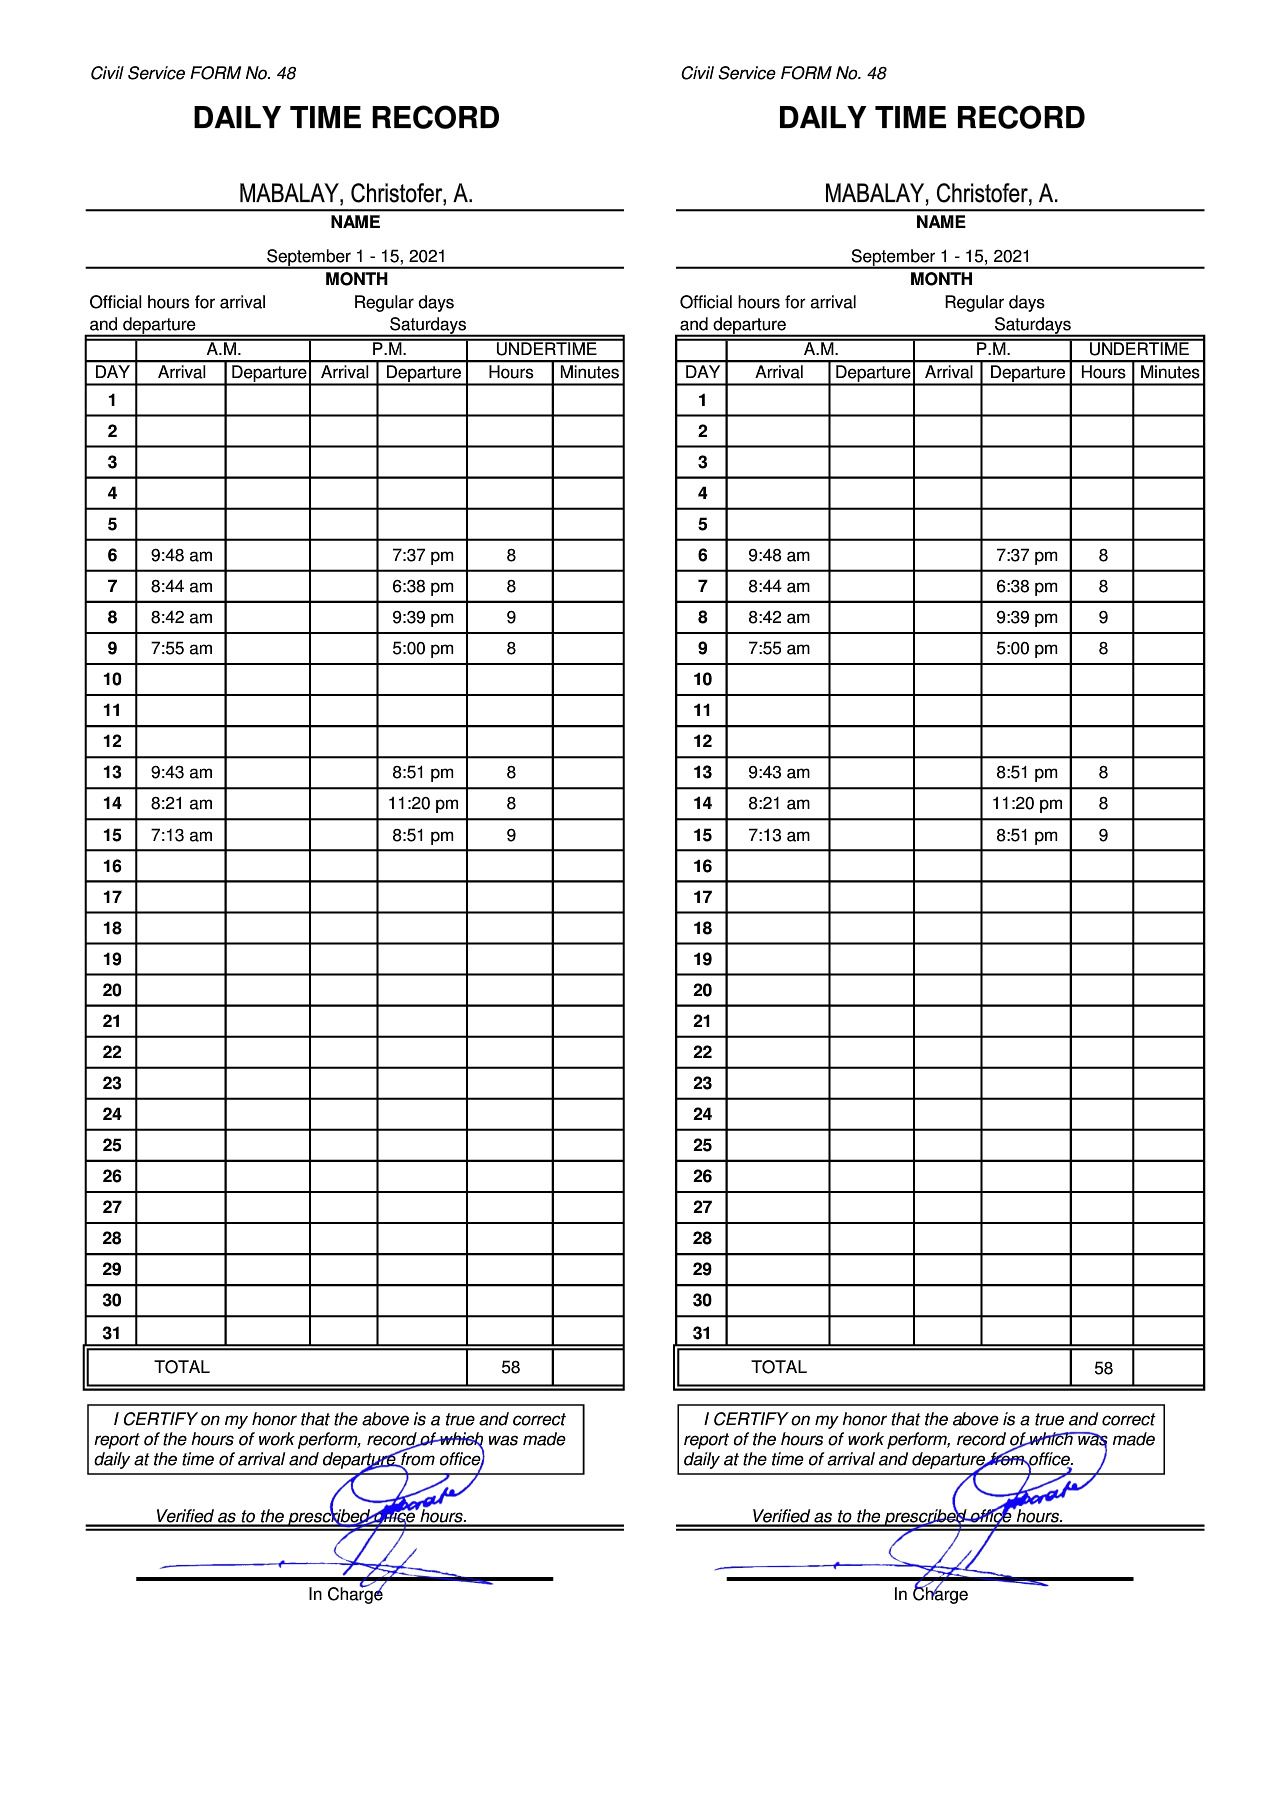 Civil Service FORM No. 48
DAILY TIME RECORD
MABALAY, Christofer, A.
NAME
September 1 - 15, 2021
MONTH
Official hours for arrival Regular days
and departure Saturdays
A.M. P.M. UNDERTIME
DAY Arrival Departure Arrival Departure Hours Minutes
1
2
3
4
5
6 9:48 am 7:37 pm 8
7 8:44 am 6:38 pm 8
8 8:42 am 9:39 pm 9
9 7:55 am 5:00 pm 8
10
11
12
13 9:43 am 8:51 pm 8
14 8:21 am 11:20 pm 8
15 7:13 am 8:51 pm 9
16
17
18
19
20
21
22
23
24
25
26
27
28
29
30
31
TOTAL 58
I CERTIFY on my honor that the above is a true and correct
report of the hours of work perform, record of which was made
daily at the time of arrival and departure from office.
Verified as to the prescribed office hours.
In Charge
Civil Service FORM No. 48
DAILY TIME RECORD
MABALAY, Christofer, A.
NAME
September 1 - 15, 2021
MONTH
Official hours for arrival Regular days
and departure Saturdays
A.M. P.M. UNDERTIME
DAY Arrival Departure Arrival Departure Hours Minutes
1
2
3
4
5
6 9:48 am 7:37 pm 8
7 8:44 am 6:38 pm 8
8 8:42 am 9:39 pm 9
9 7:55 am 5:00 pm 8
10
11
12
13 9:43 am 8:51 pm 8
14 8:21 am 11:20 pm 8
15 7:13 am 8:51 pm 9
16
17
18
19
20
21
22
23
24
25
26
27
28
29
30
31
TOTAL 58
I CERTIFY on my honor that the above is a true and correct
report of the hours of work perform, record of which was made
daily at the time of arrival and departure from office.
Verified as to the prescribed office hours.
In Charge